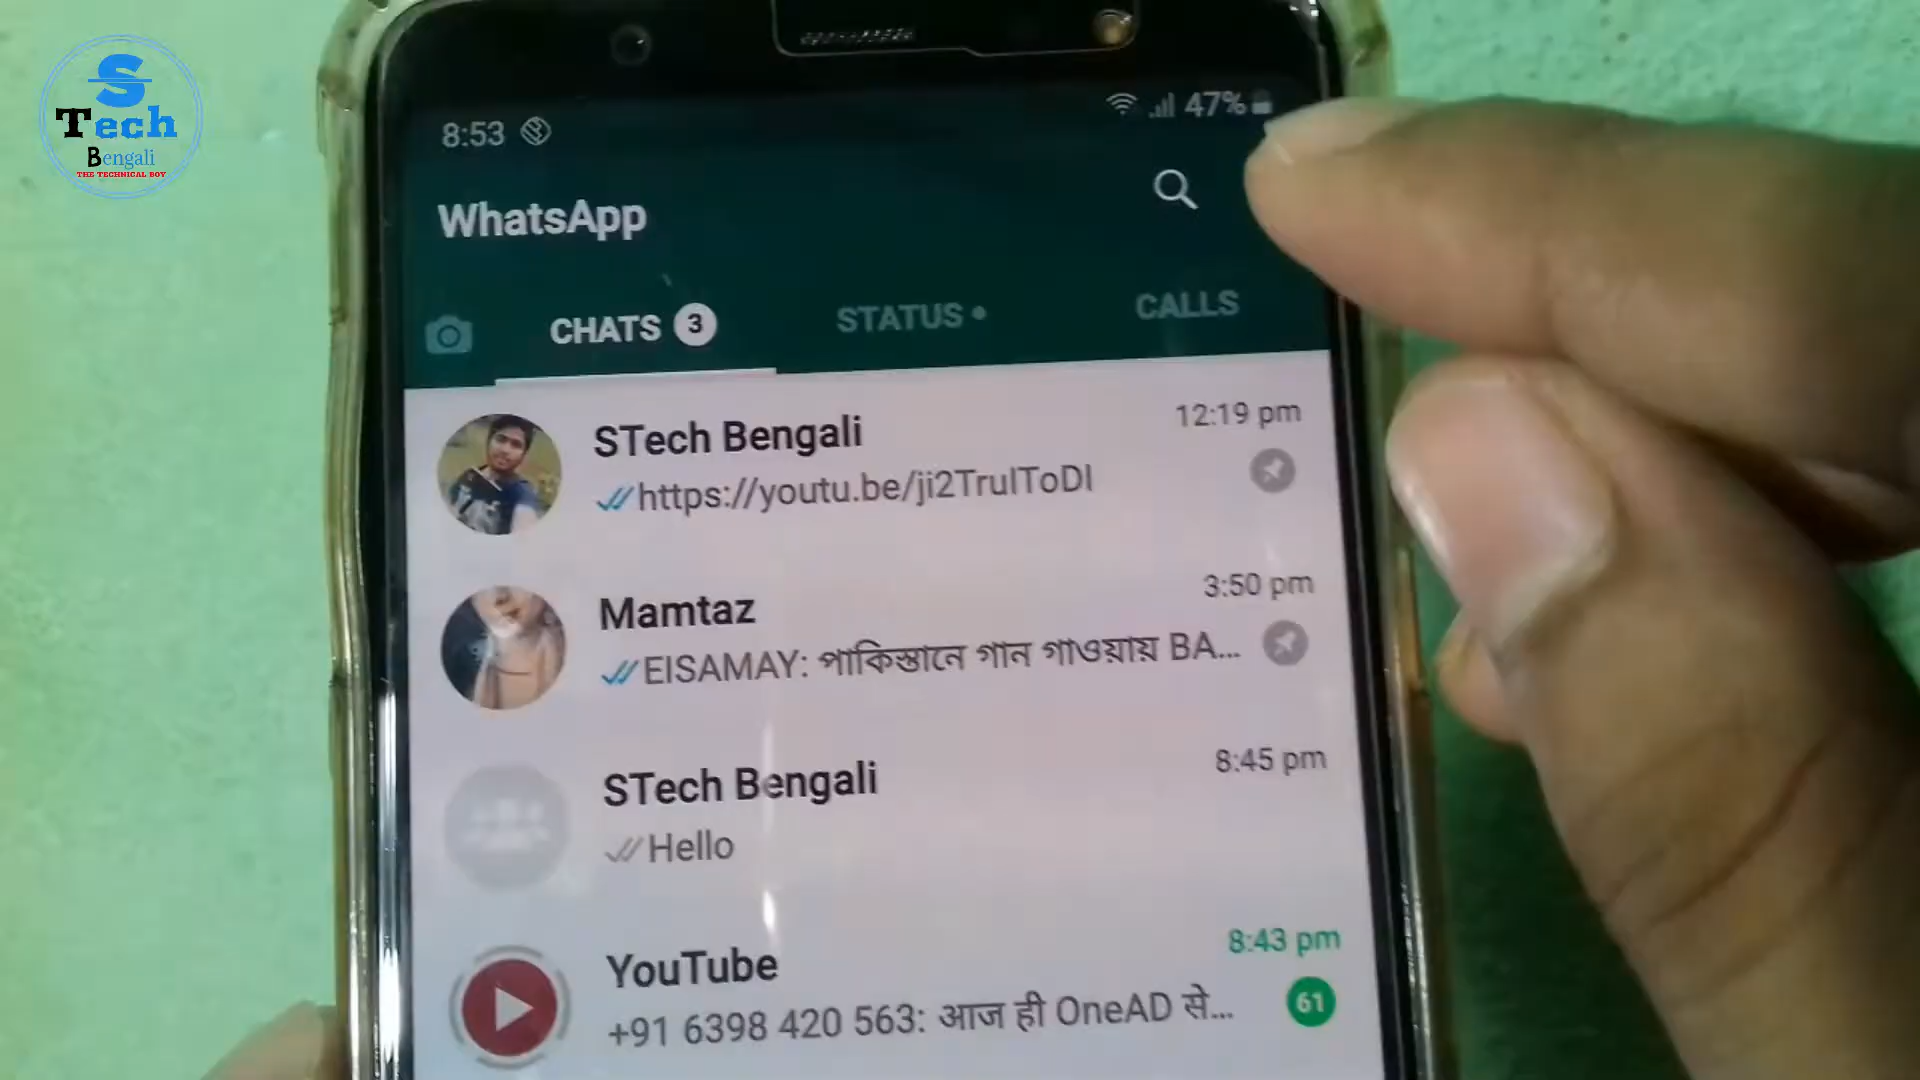 S
Tech
Bengali
THE TECHNICAL BOY
8:53
47%
WhatsApp
CHATS 3
STATUS
CALLS
STech Bengali
12:19 pm
https://youtu.be/ji2TruIToDI
Mamtaz
3:50 pm
EISAMAY: পাকিস্তানে গান গাওয়ায় BA...
STech Bengali
8:45 pm
Hello
YouTube
8:43 pm
+91 6398 420 563: आज ही OneAD से...
61